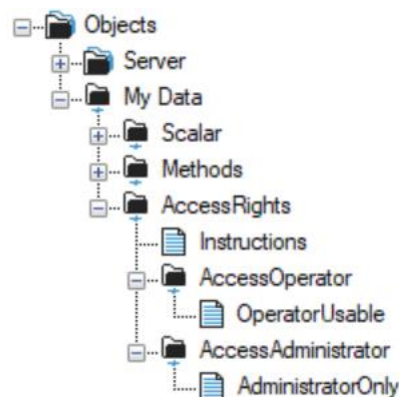 Objects
Server
My Data
Scalar
Methods
AccessRights
Instructions
AccessOperator
OperatorUsable
AccessAdministrator
AdministratorOnly